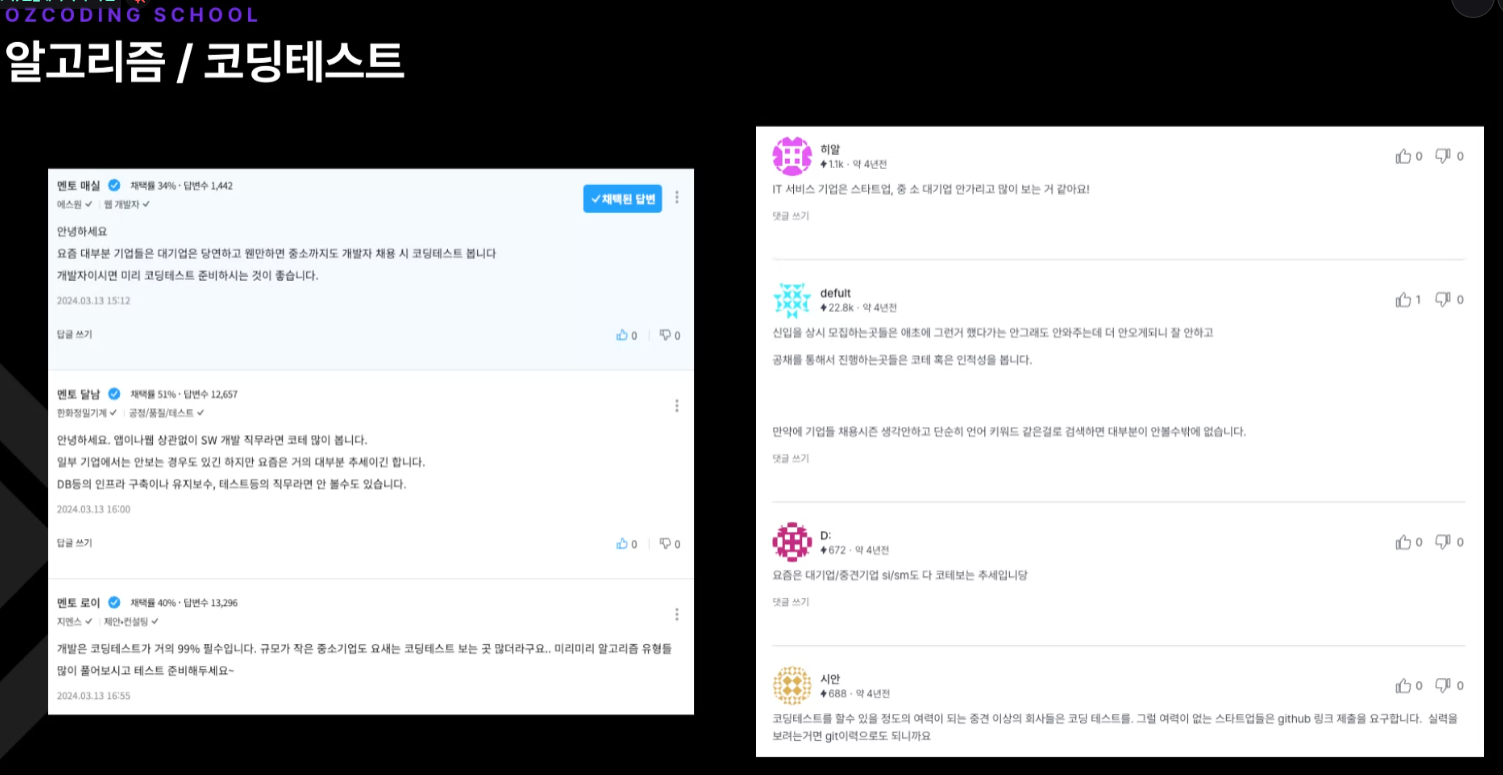 OZCODING SCHOOL
알고리즘 / 코딩테스트
멘토 매실 채택률 34% · 답변수 1,442
에스원 웹 개발자
채택된 답변
안녕하세요
요즘 대부분 기업들은 대기업은 당연하고 웬만하면 중소까지도 개발자 채용 시 코딩테스트 봅니다
개발자이시면 미리 코딩테스트 준비하시는 것이 좋습니다.
2024.03.13 15:12
답글 쓰기 0 0
멘토 달남 채택률 51% · 답변수 12,657
한화정밀기계 공정/품질/테스트
안녕하세요. 앱이나웹 상관없이 SW 개발 직무라면 코테 많이 봅니다.
일부 기업에서는 안보는 경우도 있긴 하지만 요즘은 거의 대부분 추세이긴 합니다.
DB등의 인프라 구축이나 유지보수, 테스트등의 직무라면 안 볼수도 있습니다.
2024.03.13 16:00
답글 쓰기 0 0
멘토 로이 채택률 40% · 답변수 13,296
지멘스 제안•컨설팅
개발은 코딩테스트가 거의 99% 필수입니다. 규모가 작은 중소기업도 요새는 코딩테스트 보는 곳 많더라구요.. 미리미리 알고리즘 유형들
많이 풀어보시고 테스트 준비해두세요~
2024.03.13 16:55
히얄
1.1k · 약 4년전 0 0
IT 서비스 기업은 스타트업, 중 소 대기업 안가리고 많이 보는 거 같아요!
댓글 쓰기
defult
22.8k · 약 4년전 1 0
신입을 상시 모집하는곳들은 애초에 그런거 했다가는 안그래도 안와주는데 더 안오게되니 잘 안하고
공채를 통해서 진행하는곳들은 코테 혹은 인적성을 봅니다.
만약에 기업들 채용시즌 생각안하고 단순히 언어 키워드 같은걸로 검색하면 대부분이 안볼수밖에 없습니다.
댓글 쓰기
D:
672 · 약 4년전 0 0
요즘은 대기업/중견기업 si/sm도 다 코테보는 추세입니당
댓글 쓰기
시안
688 · 약 4년전 0 0
코딩테스트를 할수 있을 정도의 여력이 되는 중견 이상의 회사들은 코딩 테스트를. 그럴 여력이 없는 스타트업들은 github 링크 제출을 요구합니다. 실력을
보려는거면 git이력으로도 되니까요